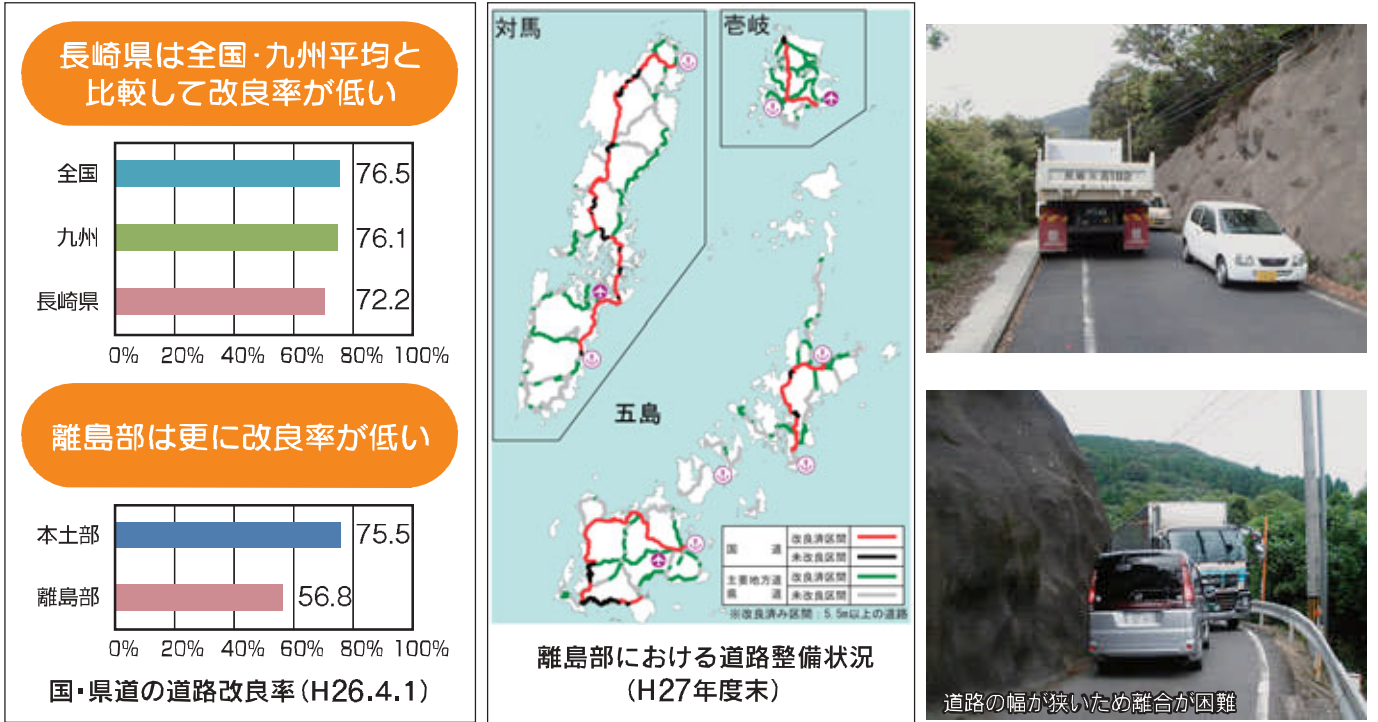 長崎県は全国・九州平均と
比較して改良率が低い
全国
76.5
九州
76.1
長崎県
72.2
0% 20% 40% 60% 80% 100%
離島部は更に改良率が低い
本土部
75.5
離島部
56.8
0% 20% 40% 60% 80% 100%
国・県道の道路改良率(H26.4.1)
対馬
壱岐
五島
国 道
改良済区間
未改良区間
主要地方道
県 道
改良済区間
未改良区間
※改良済み区間：5.5m以上の道路
離島部における道路整備状況
(H27年度末)
道路の幅が狭いため離合が困難